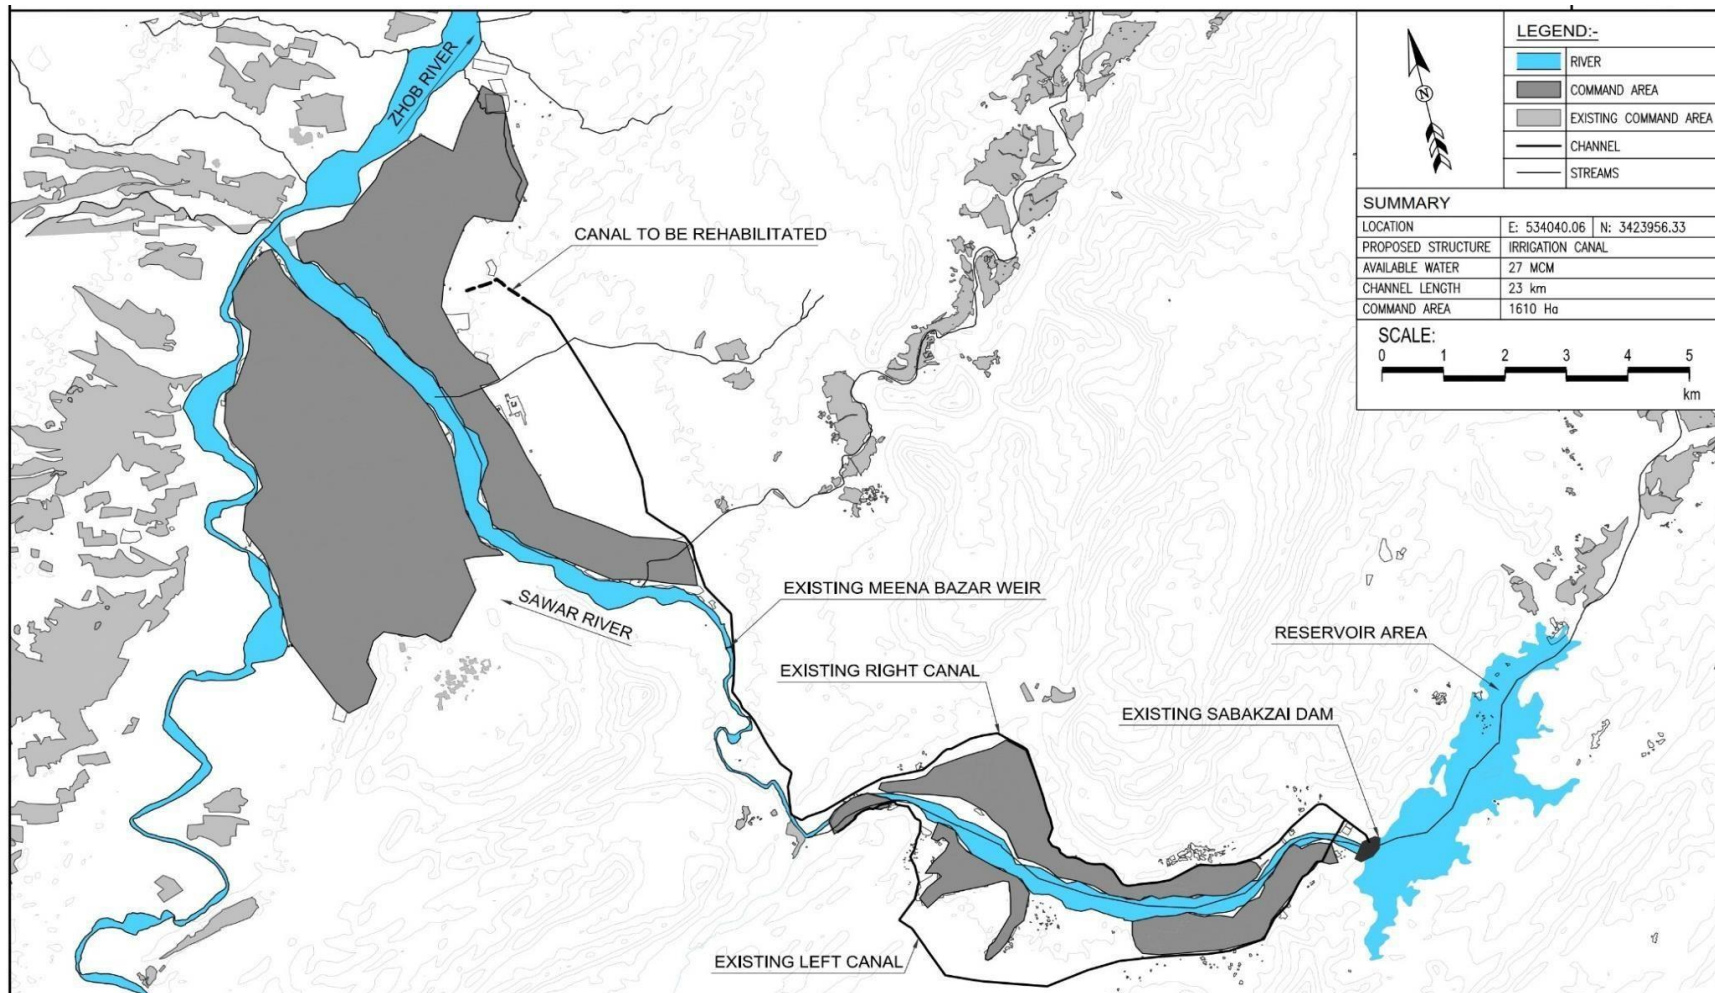 LEGEND:-
RIVER
COMMAND AREA
EXISTING COMMAND AREA
CHANNEL
STREAMS
N
SUMMARY
LOCATION E: 534040.06 N: 3423956.33
PROPOSED STRUCTURE IRRIGATION CANAL
AVAILABLE WATER 27 MCM
CHANNEL LENGTH 23 km
COMMAND AREA 1610 Ha
SCALE:
0 1 2 3 4 5
km
ZHOB RIVER
CANAL TO BE REHABILITATED
EXISTING MEENA BAZAR WEIR
SAWAR RIVER
RESERVOIR AREA
EXISTING RIGHT CANAL
EXISTING SABAKZAI DAM
EXISTING LEFT CANAL